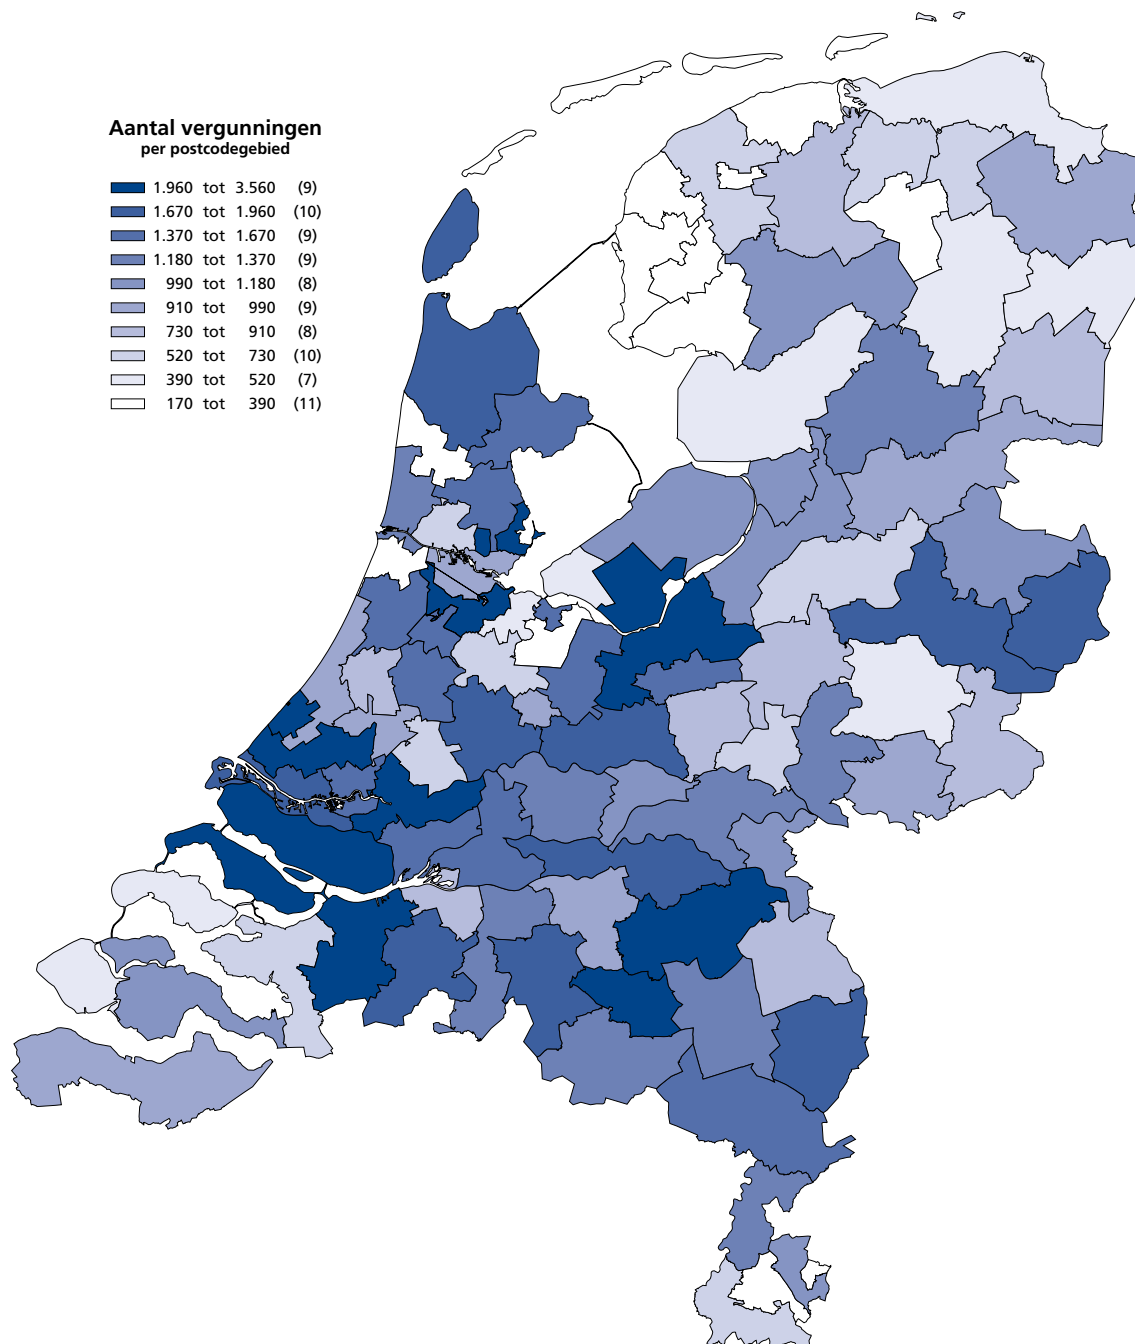 Aantal vergunningen
per postcodegebied
1.960 tot 3.560 (9)
1.670 tot 1.960 (10)
1.370 tot 1.670 (9)
1.180 tot 1.370 (9)
990 tot 1.180 (8)
910 tot 990 (9)
730 tot 910 (8)
520 tot 730 (10)
390 tot 520 (7)
170 tot 390 (11)